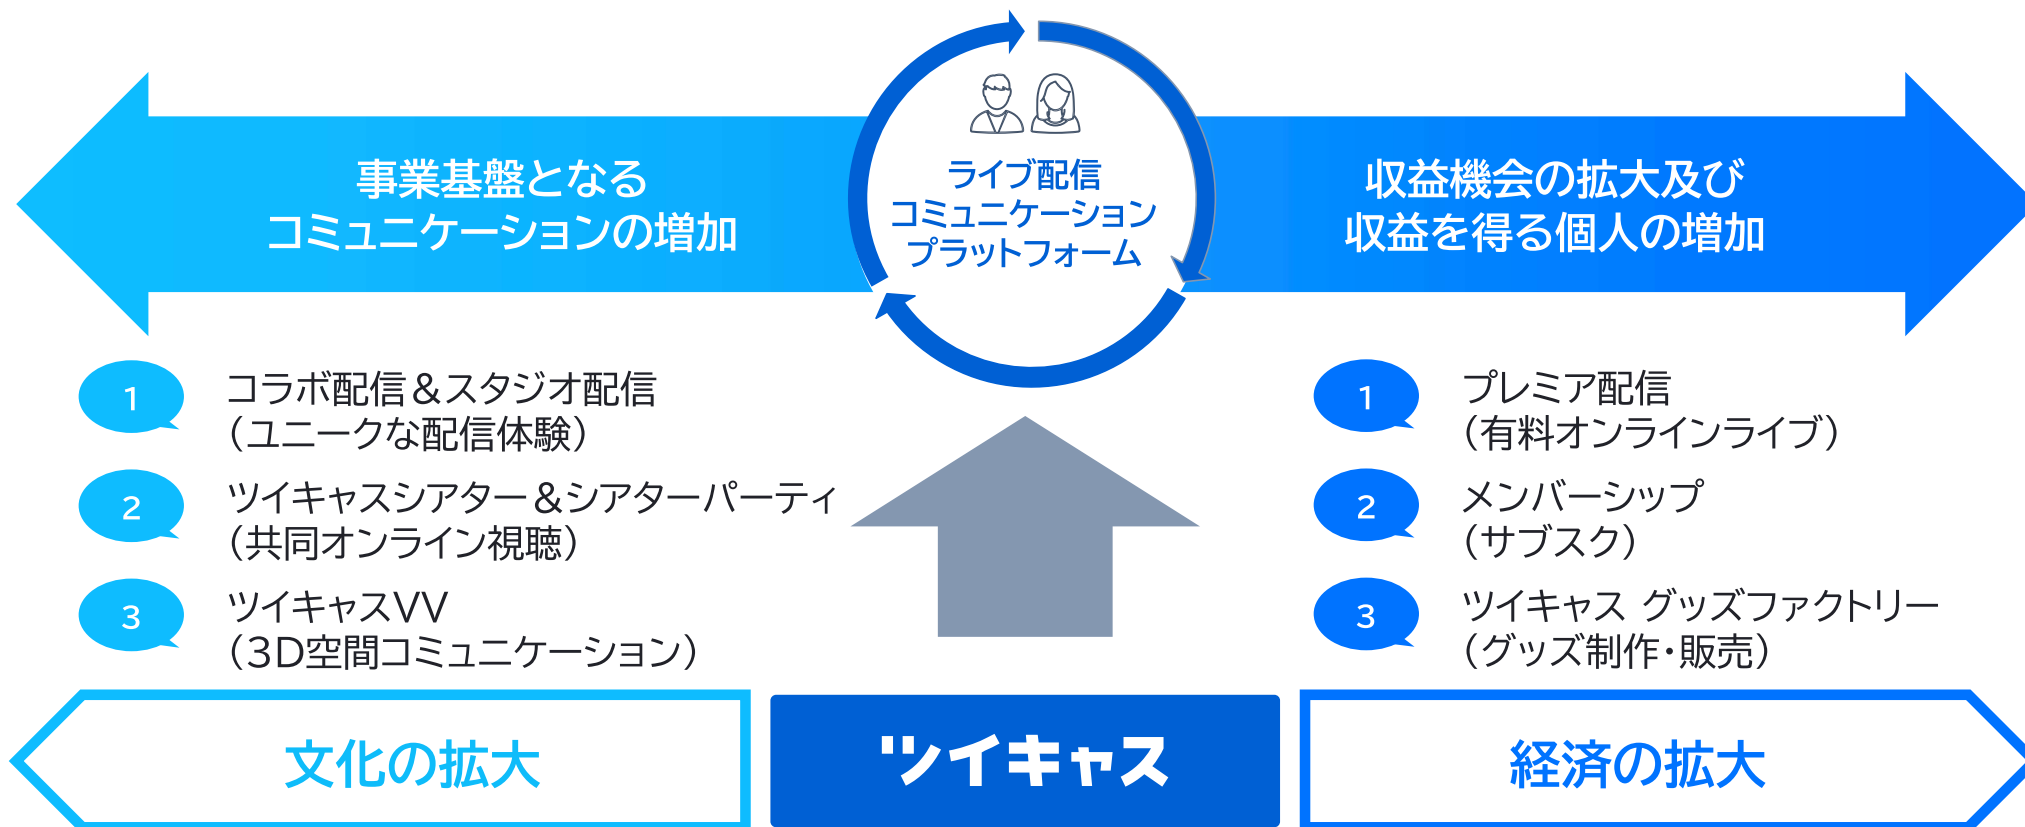 事業基盤となる
コミュニケーションの増加
ライブ配信
コミュニケーション
プラットフォーム
収益機会の拡大及び
収益を得る個人の増加
1
コラボ配信&スタジオ配信
(ユニークな配信体験)
2
ツイキャスシアター&シアターパーティ
(共同オンライン視聴)
3
ツイキャスVV
(3D空間コミュニケーション)
1
プレミア配信
(有料オンラインライブ)
2
メンバーシップ
(サブスク)
3
ツイキャス グッズファクトリー
(グッズ制作・販売)
文化の拡大
ツイキャス
経済の拡大